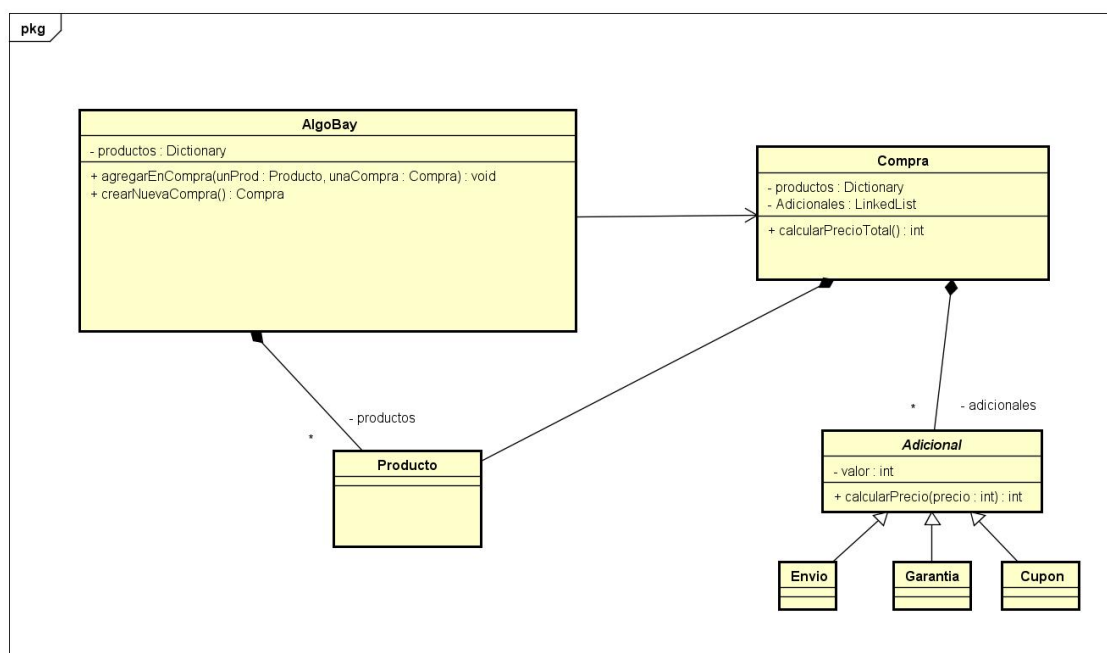 pkg
AlgoBay
- productos : Dictionary
+ agregarEnCompra(unProd : Producto, unaCompra : Compra) : void
+ crearNuevaCompra() : Compra
Compra
- productos : Dictionary
- Adicionales : LinkedList
+ calcularPrecioTotal() : int
- productos
*
Producto
* - adicionales
Adicional
- valor : int
+ calcularPrecio(precio : int) : int
Envio
Garantia
Cupon